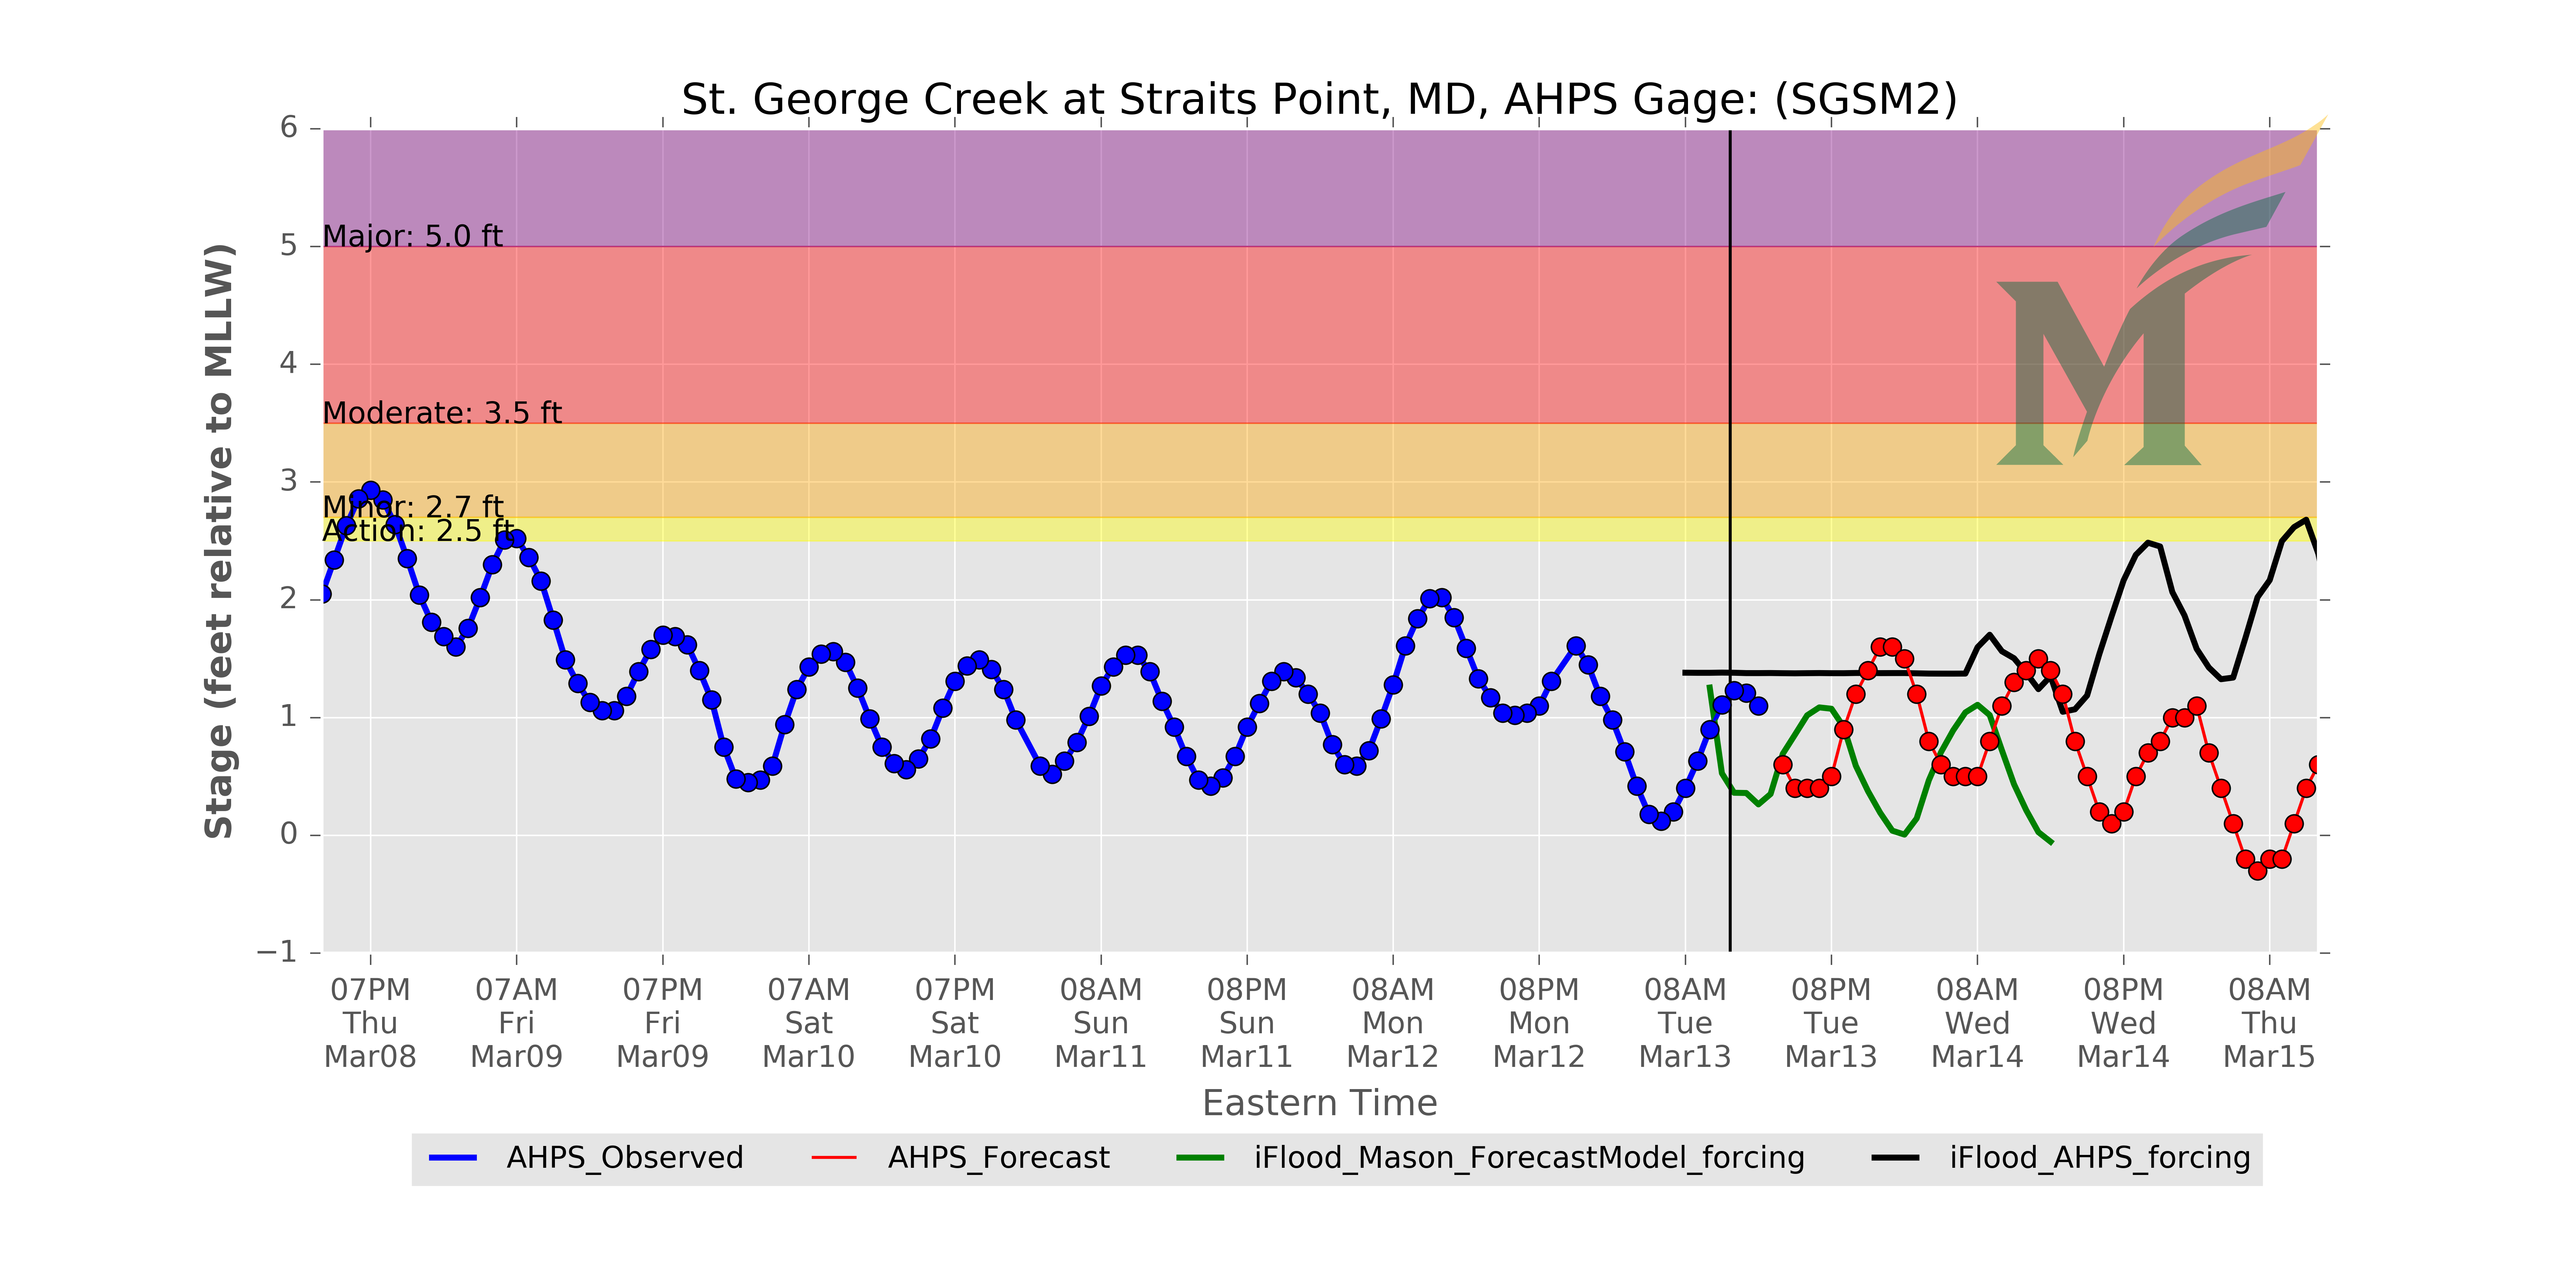 St. George Creek at Straits Point, MD, AHPS Gage: (SGSM2)
Stage (feet relative to MLLW)
6
5
4
3
2
1
0
−1
Major: 5.0 ft
Moderate: 3.5 ft
Minor: 2.7 ft
Action: 2.5 ft
M
07PM 07AM 07PM 07AM 07PM 08AM 08PM 08AM 08PM 08AM 08PM 08AM 08PM 08AM
Thu Fri Fri Sat Sat Sun Sun Mon Mon Tue Tue Wed Wed Thu
Mar08 Mar09 Mar09 Mar10 Mar10 Mar11 Mar11 Mar12 Mar12 Mar13 Mar13 Mar14 Mar14 Mar15
Eastern Time
AHPS_Observed AHPS_Forecast iFlood_Mason_ForecastModel_forcing iFlood_AHPS_forcing